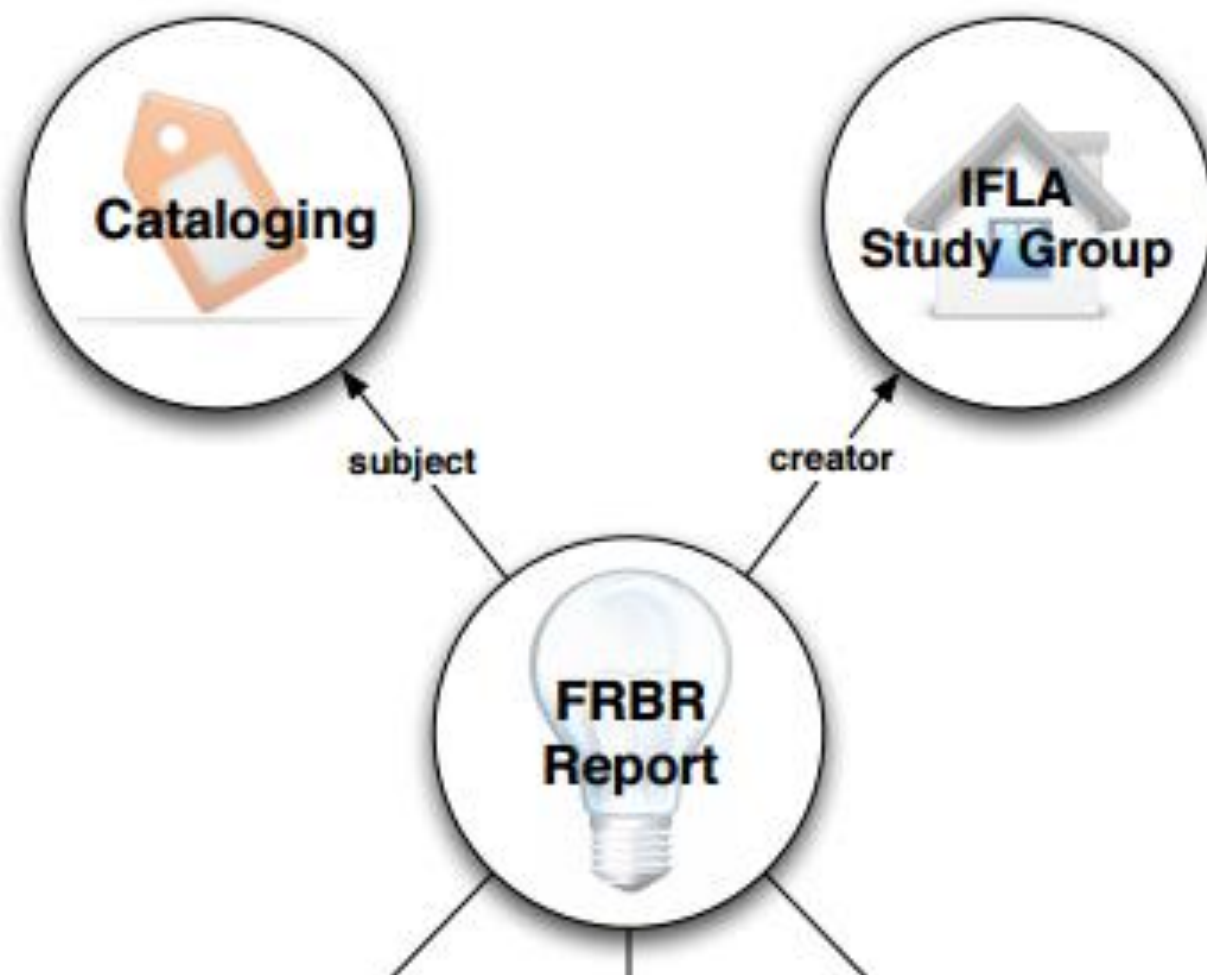 Cataloging
IFLA
Study Group
subject
creator
FRBR
Report